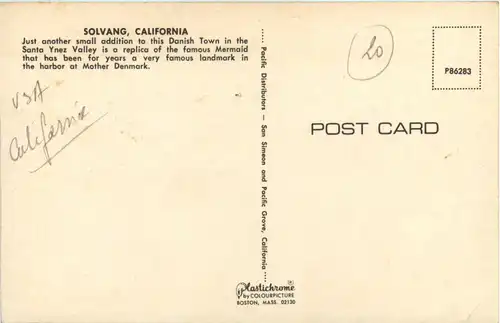 SOLVANG, CALIFORNIA
Just another small addition to this Danish Town in the
Santa Ynez Valley is a replica of the famous Mermaid
that has been for years a very famous landmark in
the harbor at Mother Denmark.
USA
California
.... Pacific Distributors — San Simeon and Pacific Grove, California ....
20
P86283
POST CARD
Plastichrome
by COLOURPICTURE
BOSTON, MASS. 02130